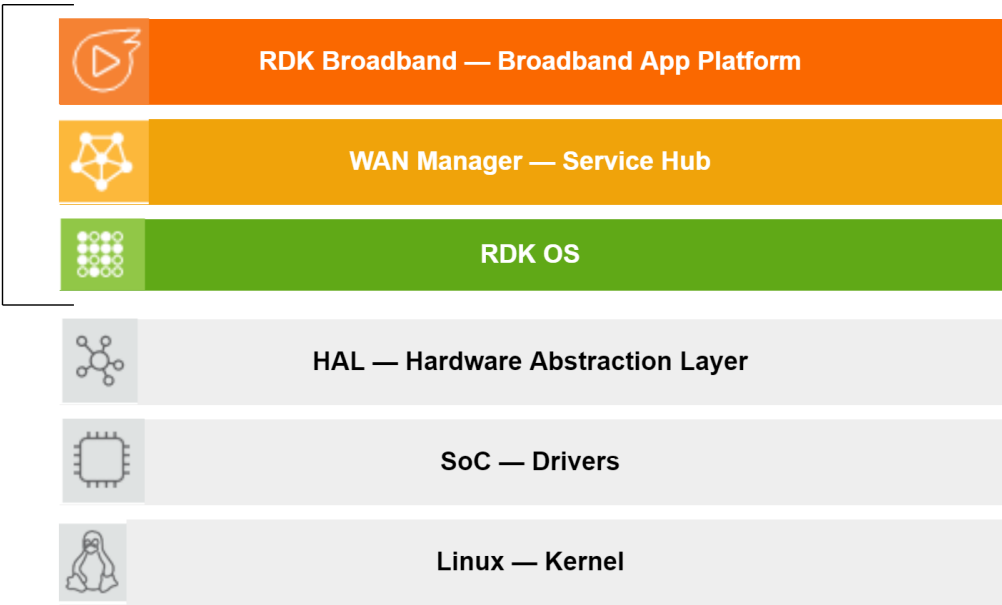 RDK Broadband — Broadband App Platform
WAN Manager — Service Hub
RDK OS
HAL — Hardware Abstraction Layer
SoC — Drivers
Linux — Kernel